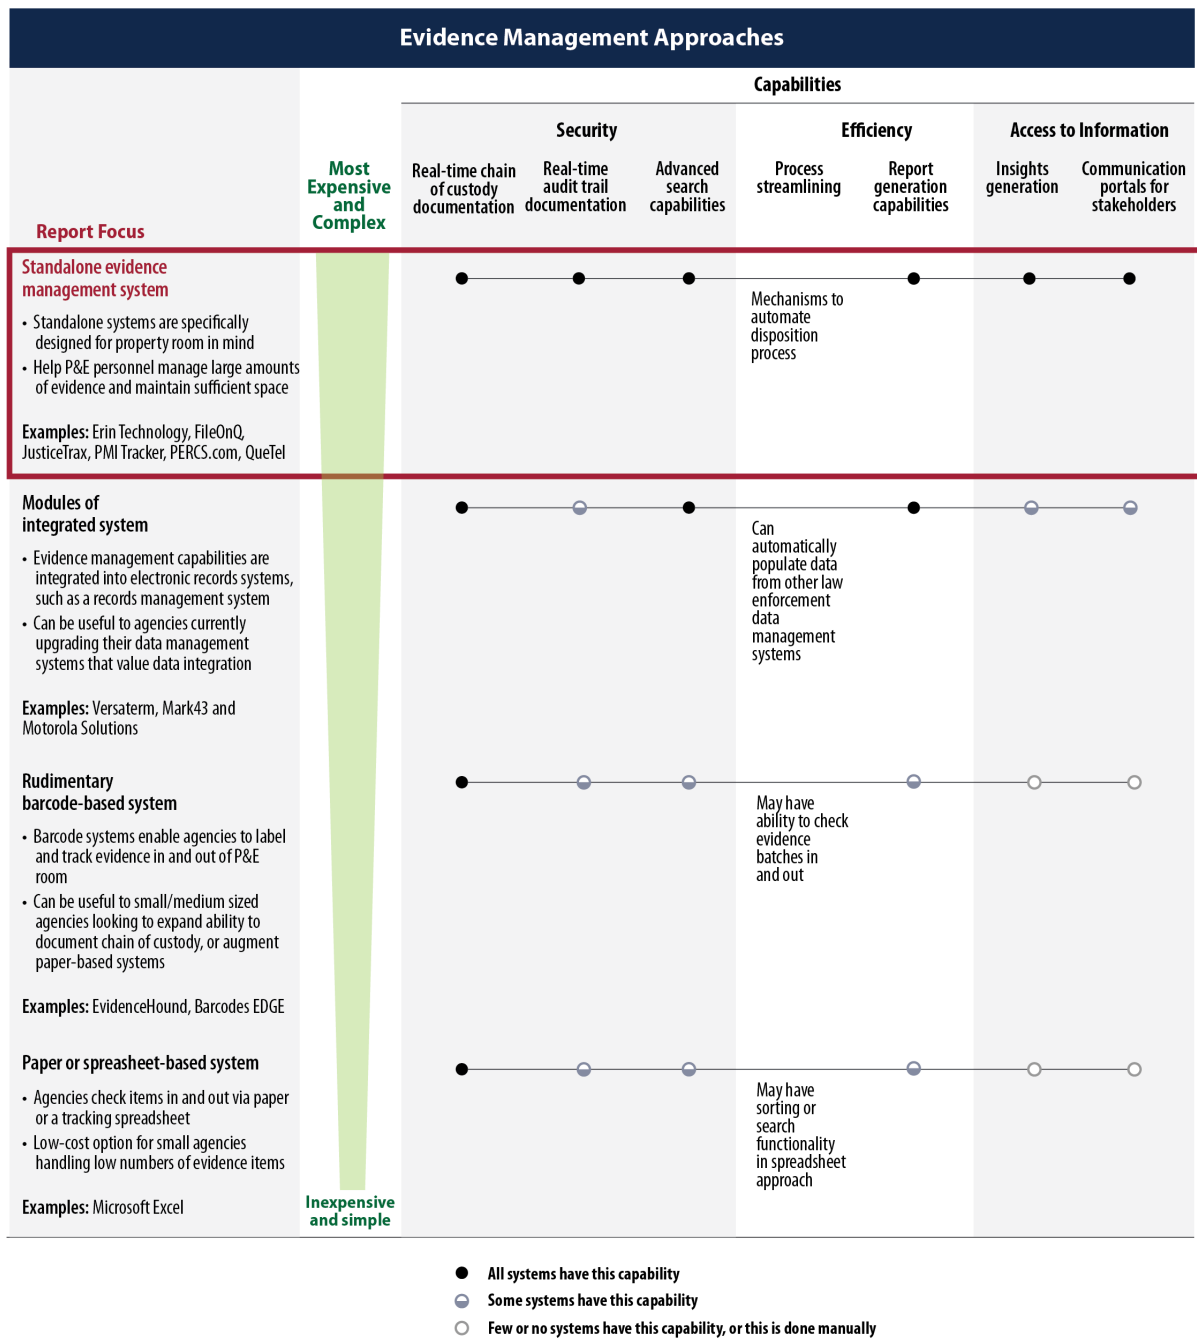 Evidence Management Approaches
Capabilities
Security
Efficiency
Access to Information
Report Focus
Most
Expensive
and
Complex
Real-time chain
of custody
documentation
Real-time
audit trail
documentation
Advanced
search
capabilities
Process
streamlining
Report
generation
capabilities
Insights
generation
Communication
portals for
stakeholders
Standalone evidence
management system
• Standalone systems are specifically
designed for property room in mind
• Help P&E personnel manage large amounts
of evidence and maintain sufficient space
Examples: Erin Technology, FileOnQ,
JusticeTrax, PMI Tracker, PERCS.com, QueTel
Mechanisms to
automate
disposition
process
Modules of
integrated system
• Evidence management capabilities are
integrated into electronic records systems,
such as a records management system
• Can be useful to agencies currently
upgrading their data management
systems that value data integration
Examples: Versaterm, Mark43 and
Motorola Solutions
Can
automatically
populate data
from other law
enforcement
data
management
systems
Rudimentary
barcode-based system
• Barcode systems enable agencies to label
and track evidence in and out of P&E
room
• Can be useful to small/medium sized
agencies looking to expand ability to
document chain of custody, or augment
paper-based systems
Examples: EvidenceHound, Barcodes EDGE
May have
ability to check
evidence
batches in
and out
Paper or spreasheet-based system
• Agencies check items in and out via paper
or a tracking spreadsheet
• Low-cost option for small agencies
handling low numbers of evidence items
Examples: Microsoft Excel
May have
sorting or
search
functionality
in spreadsheet
approach
Inexpensive
and simple
All systems have this capability
Some systems have this capability
Few or no systems have this capability, or this is done manually